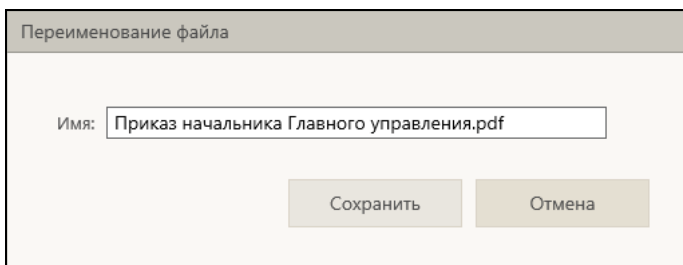 Переименование файла
Имя: Приказ начальника Главного управления.pdf
Сохранить Отмена